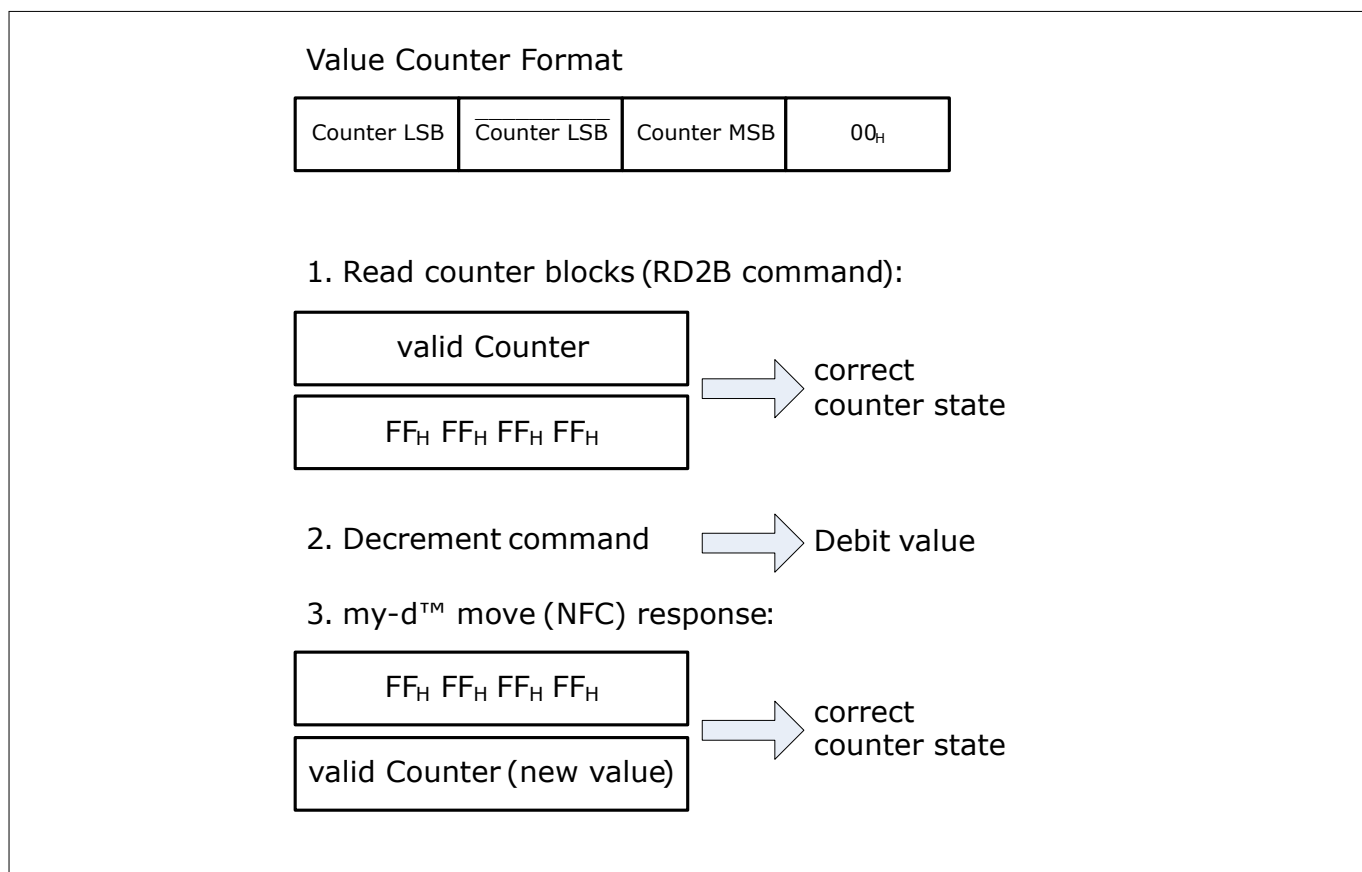 Value Counter Format
Counter LSB Counter LSB Counter MSB 00H
1. Read counter blocks (RD2B command):
valid Counter
FFH FFH FFH FFH
correct
counter state
2. Decrement command Debit value
3. my-d™ move (NFC) response:
FFH FFH FFH FFH
valid Counter (new value)
correct
counter state